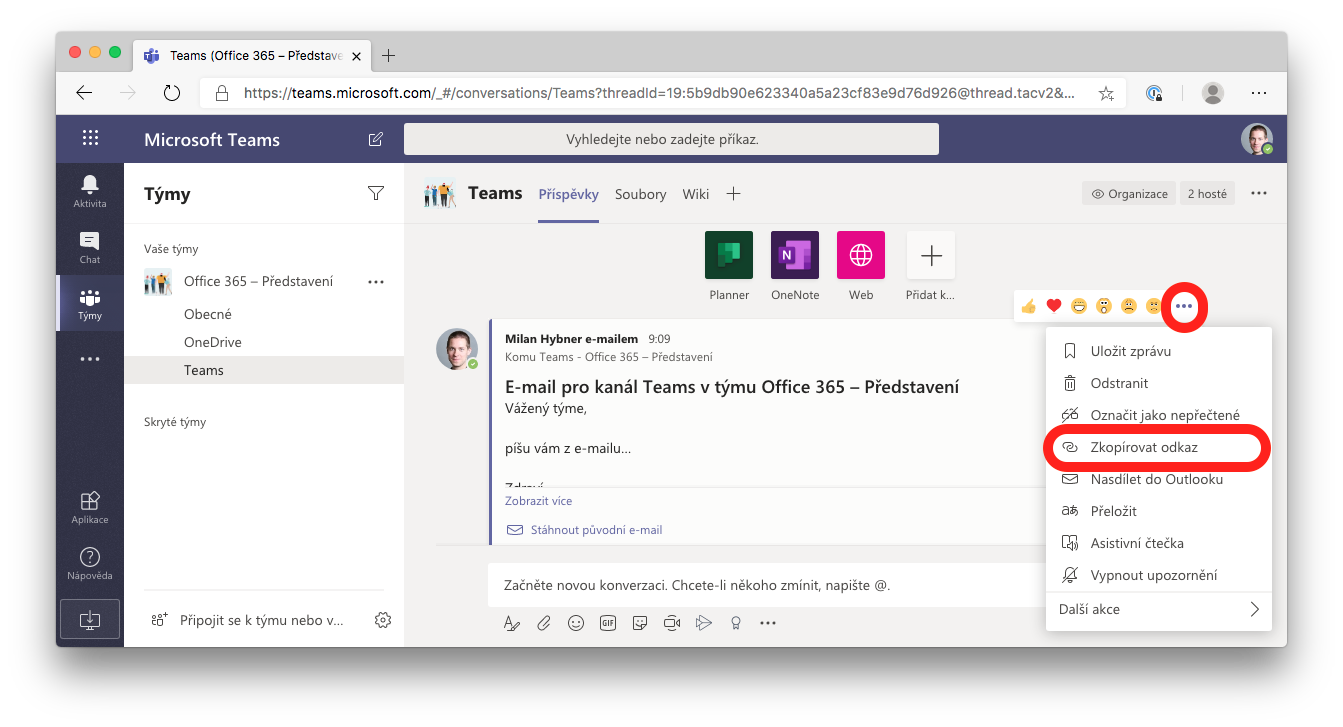 Teams (Office 365 – Představe
https://teams.microsoft.com/_#/conversations/Teams?threadId=19:5b9db90e623340a5a23cf83e9d76d926@thread.tacv2&...
Microsoft Teams
Vyhledejte nebo zadejte příkaz.
Aktivita
Chat
Týmy
Aplikace
Nápověda
Týmy
Vaše týmy
Office 365 – Představení
Obecné
OneDrive
Teams
Skryté týmy
Připojit se k týmu nebo v...
Teams
Příspěvky
Soubory
Wiki
Organizace
2 hosté
Planner
OneNote
Web
Přidat k...
Milan Hybner e-mailem 9:09
Komu Teams - Office 365 – Představení
E-mail pro kanál Teams v týmu Office 365 – Představení
Vážený týme,
píšu vám z e-mailu...
Zdraví
Zobrazit více
Stáhnout původní e-mail
Začněte novou konverzaci. Chcete-li někoho zmínit, napište @.
GIF
Uložit zprávu
Odstranit
Označit jako nepřečtené
Zkopírovat odkaz
Nasdílet do Outlooku
Přeložit
Asistivní čtečka
Vypnout upozornění
Další akce